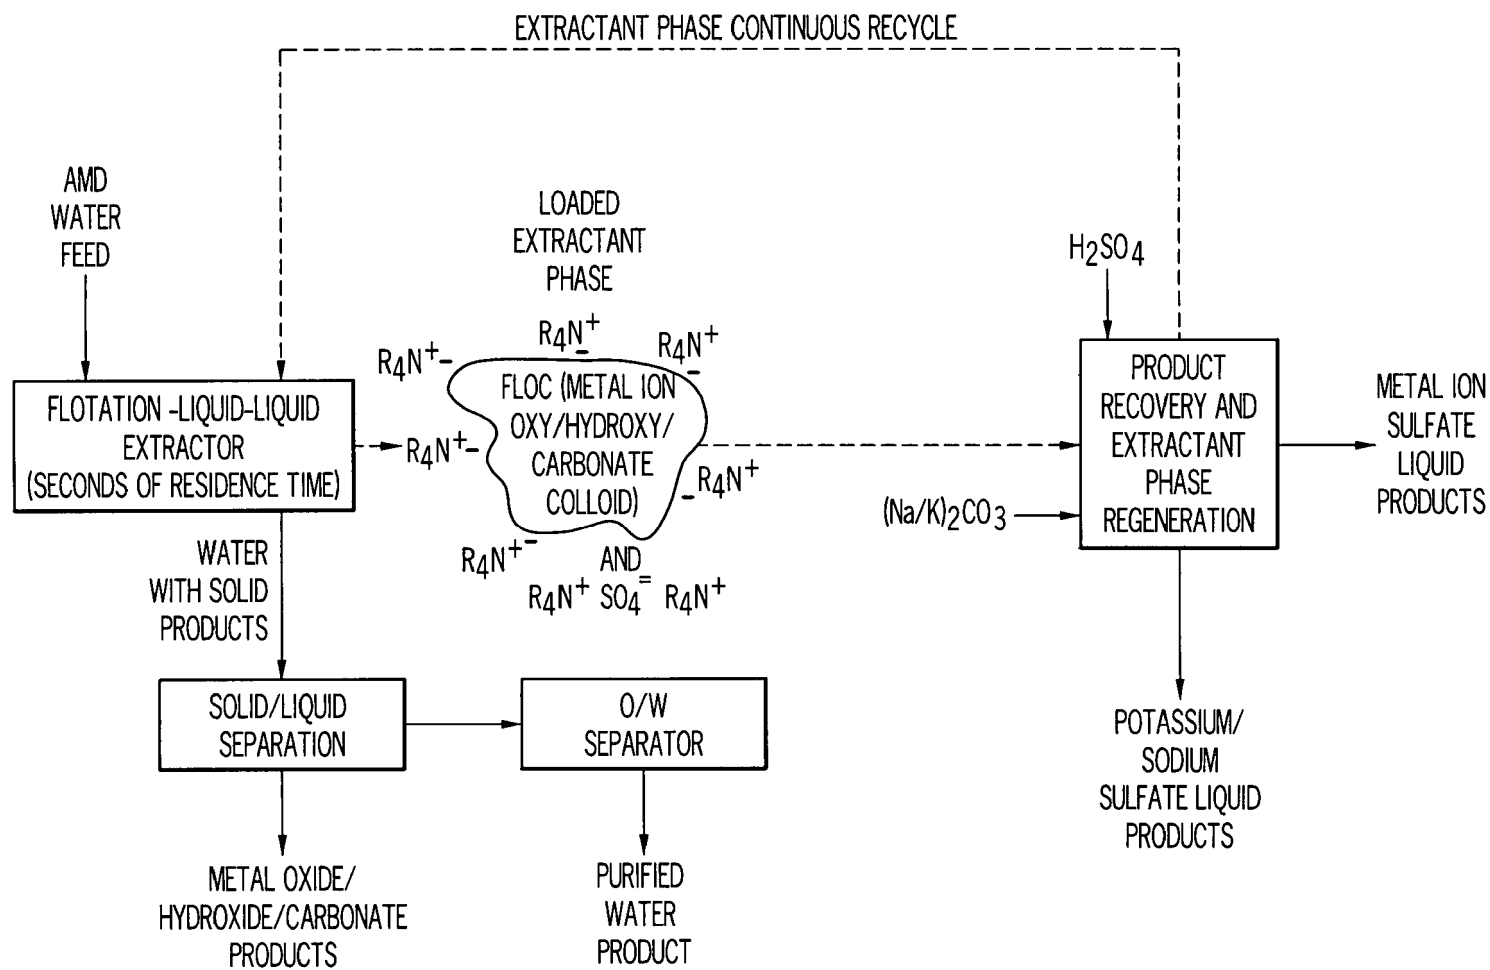 EXTRACTANT PHASE CONTINUOUS RECYCLE
AMD
WATER
FEED
LOADED
EXTRACTANT
PHASE
H2SO4
R4N+-
R4N+
-
R4N+
-
FLOTATION -LIQUID-LIQUID
EXTRACTOR
(SECONDS OF RESIDENCE TIME)
R4N+-
FLOC (METAL ION
OXY/HYDROXY/
CARBONATE
COLLOID)
-R4N+
R4N+-
AND
R4N+ SO4= R4N+
(Na/K)2CO3
PRODUCT
RECOVERY AND
EXTRACTANT
PHASE
REGENERATION
METAL ION
SULFATE
LIQUID
PRODUCTS
WATER
WITH SOLID
PRODUCTS
SOLID/LIQUID
SEPARATION
O/W
SEPARATOR
POTASSIUM/
SODIUM
SULFATE LIQUID
PRODUCTS
METAL OXIDE/
HYDROXIDE/CARBONATE
PRODUCTS
PURIFIED
WATER
PRODUCT